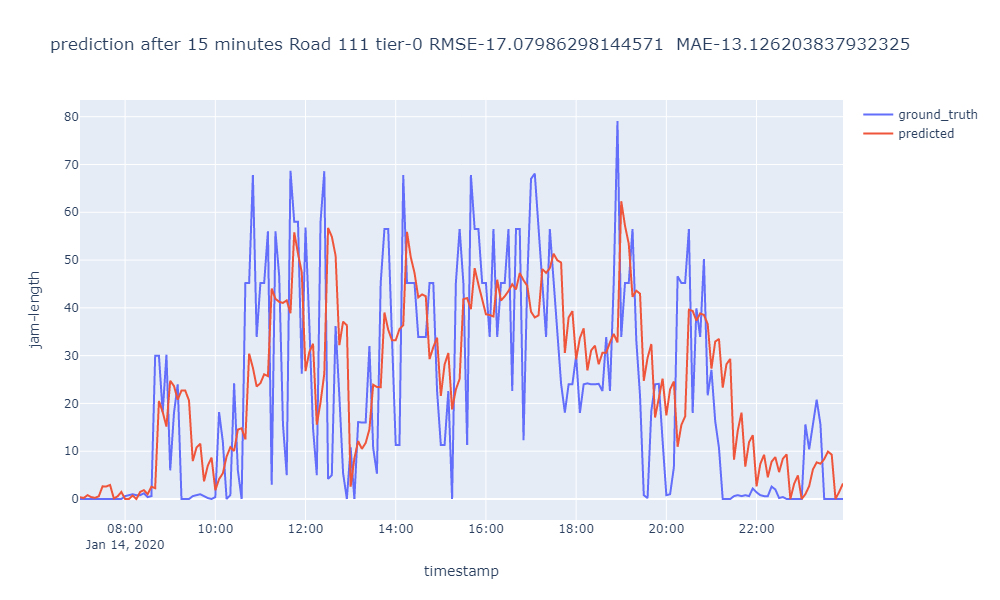 prediction after 15 minutes Road 111 tier-0 RMSE-17.07986298144571  MAE-13.126203837932325
ground_truth
predicted
80
70
60
50
40
30
20
10
0
jam-length
08:00 10:00 12:00 14:00 16:00 18:00 20:00 22:00
Jan 14, 2020
timestamp